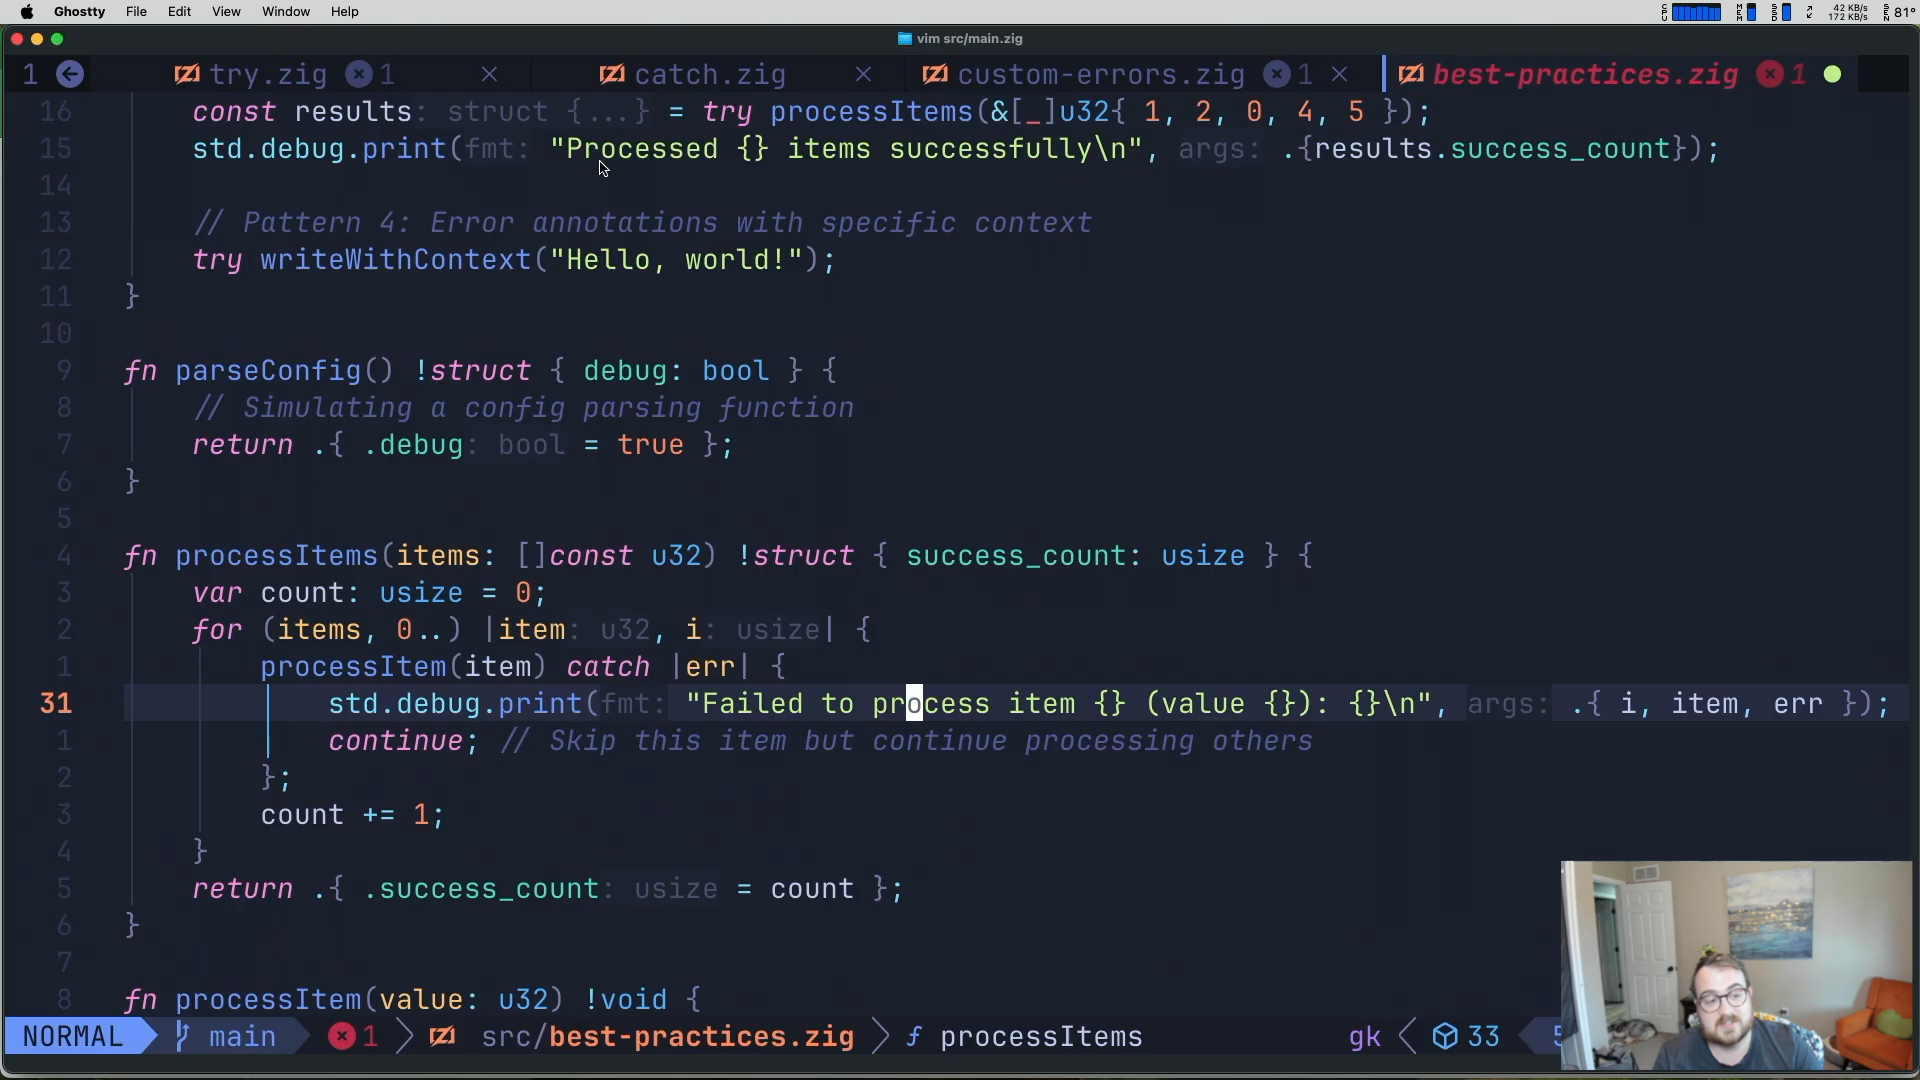 Ghostty File Edit View Window Help
CPU MEM SSD 42 KB/s 172 KB/s SEN 81°
vim src/main.zig
1 try.zig 1 catch.zig custom-errors.zig 1 best-practices.zig 1
16 const results: struct {...} = try processItems(&[_]u32{ 1, 2, 0, 4, 5 });
15 std.debug.print(fmt: "Processed {} items successfully\n", args: .{results.success_count});
14
13 // Pattern 4: Error annotations with specific context
12 try writeWithContext("Hello, world!");
11 }
10
9 fn parseConfig() !struct { debug: bool } {
8 // Simulating a config parsing function
7 return .{ .debug: bool = true };
6 }
5
4 fn processItems(items: []const u32) !struct { success_count: usize } {
3 var count: usize = 0;
2 for (items, 0..) |item: u32, i: usize| {
1 processItem(item) catch |err| {
31 std.debug.print(fmt: "Failed to process item {} (value {}): {}\n", args: .{ i, item, err });
1 continue; // Skip this item but continue processing others
2 };
3 count += 1;
4 }
5 return .{ .success_count: usize = count };
6 }
7
8 fn processItem(value: u32) !void {
NORMAL main 1 src/best-practices.zig processItems gk 33 5